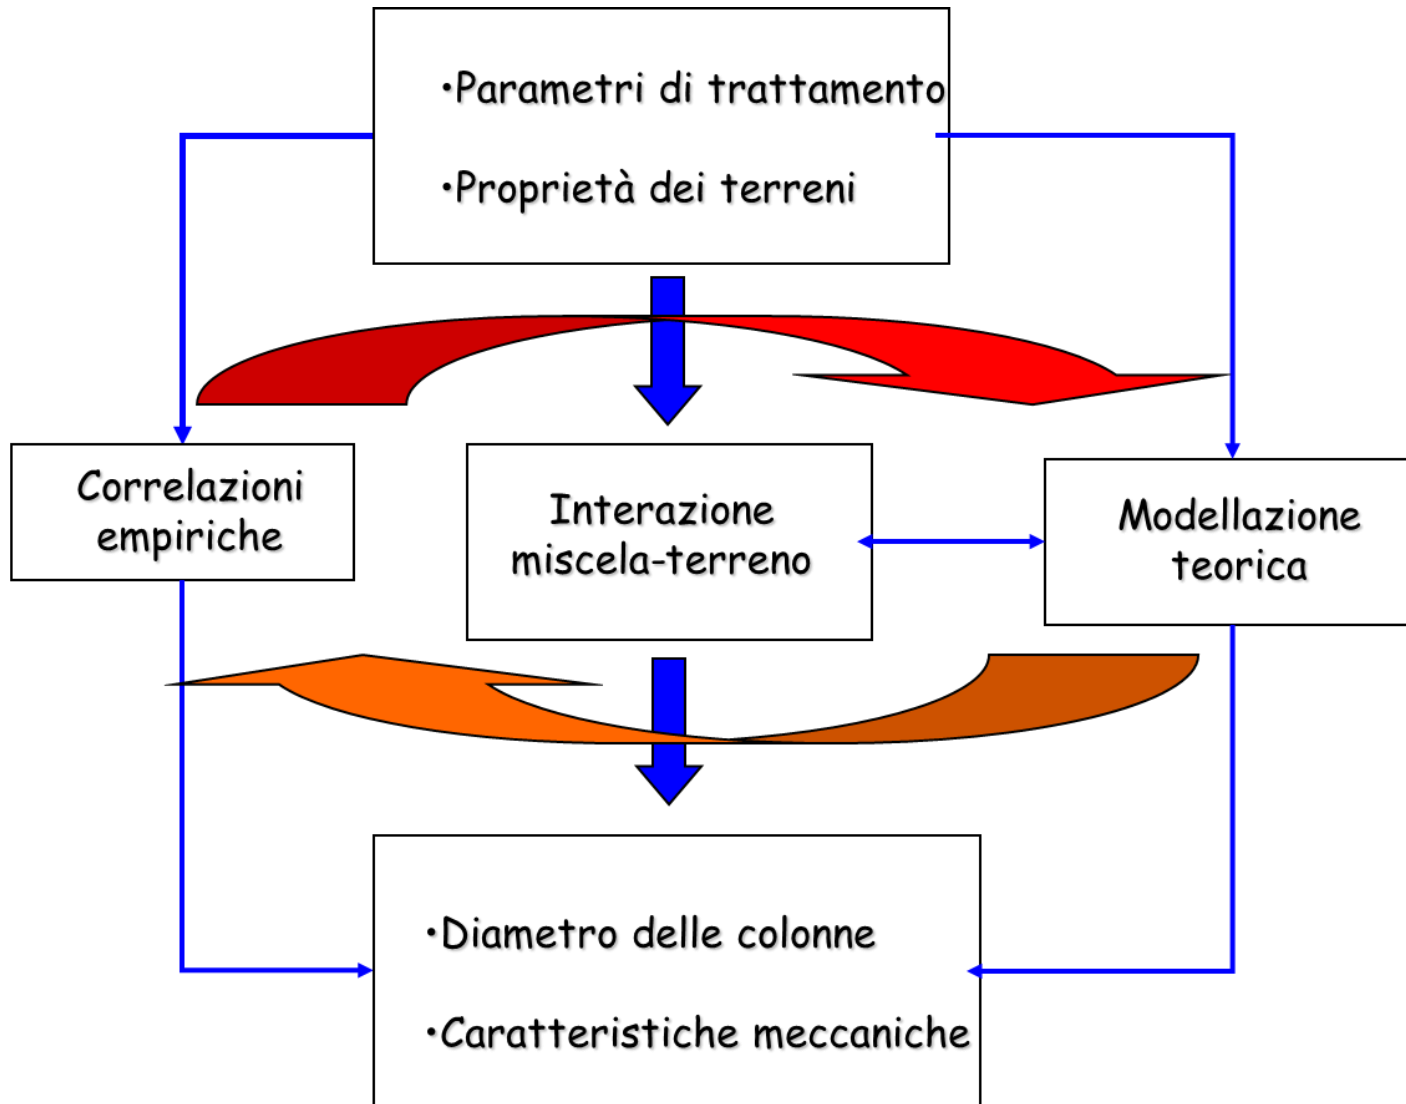 •Parametri di trattamento
•Proprietà dei terreni
Correlazioni
empiriche
Interazione
miscela-terreno
Modellazione
teorica
•Diametro delle colonne
•Caratteristiche meccaniche